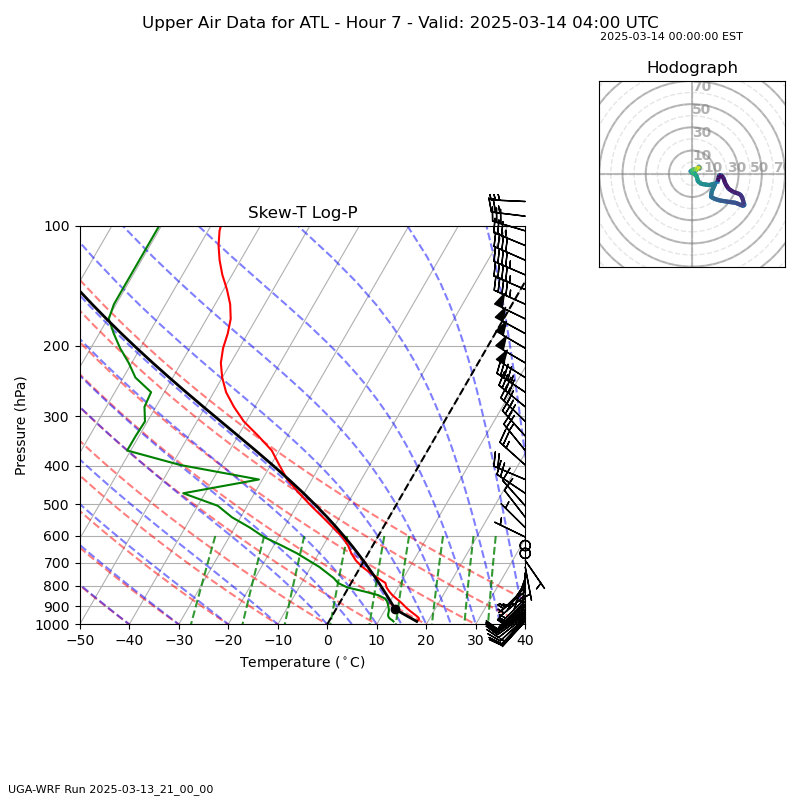 Upper Air Data for ATL - Hour 7 - Valid: 2025-03-14 04:00 UTC
2025-03-14 00:00:00 EST
Hodograph
70
50
30
10
10 30 50 7
Skew-T Log-P
100
200
300
400
500
600
700
800
900
1000
Pressure (hPa)
−50 −40 −30 −20 −10 0 10 20 30 40
Temperature (°C)
UGA-WRF Run 2025-03-13_21_00_00